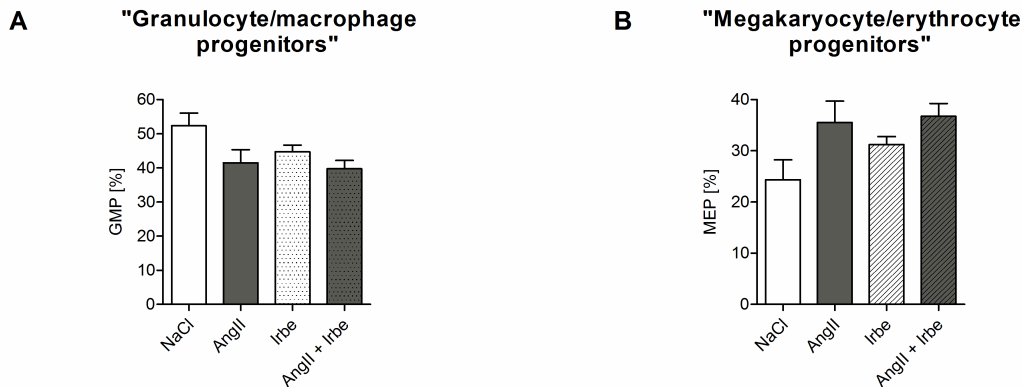 A
"Granulocyte/macrophage
progenitors"
GMP [%]
60
50
40
30
20
10
0
NaCl
AngII
Irbe
AngII + Irbe
B
"Megakaryocyte/erythrocyte
progenitors"
MEP [%]
40
30
20
10
0
NaCl
AngII
Irbe
AngII + Irbe